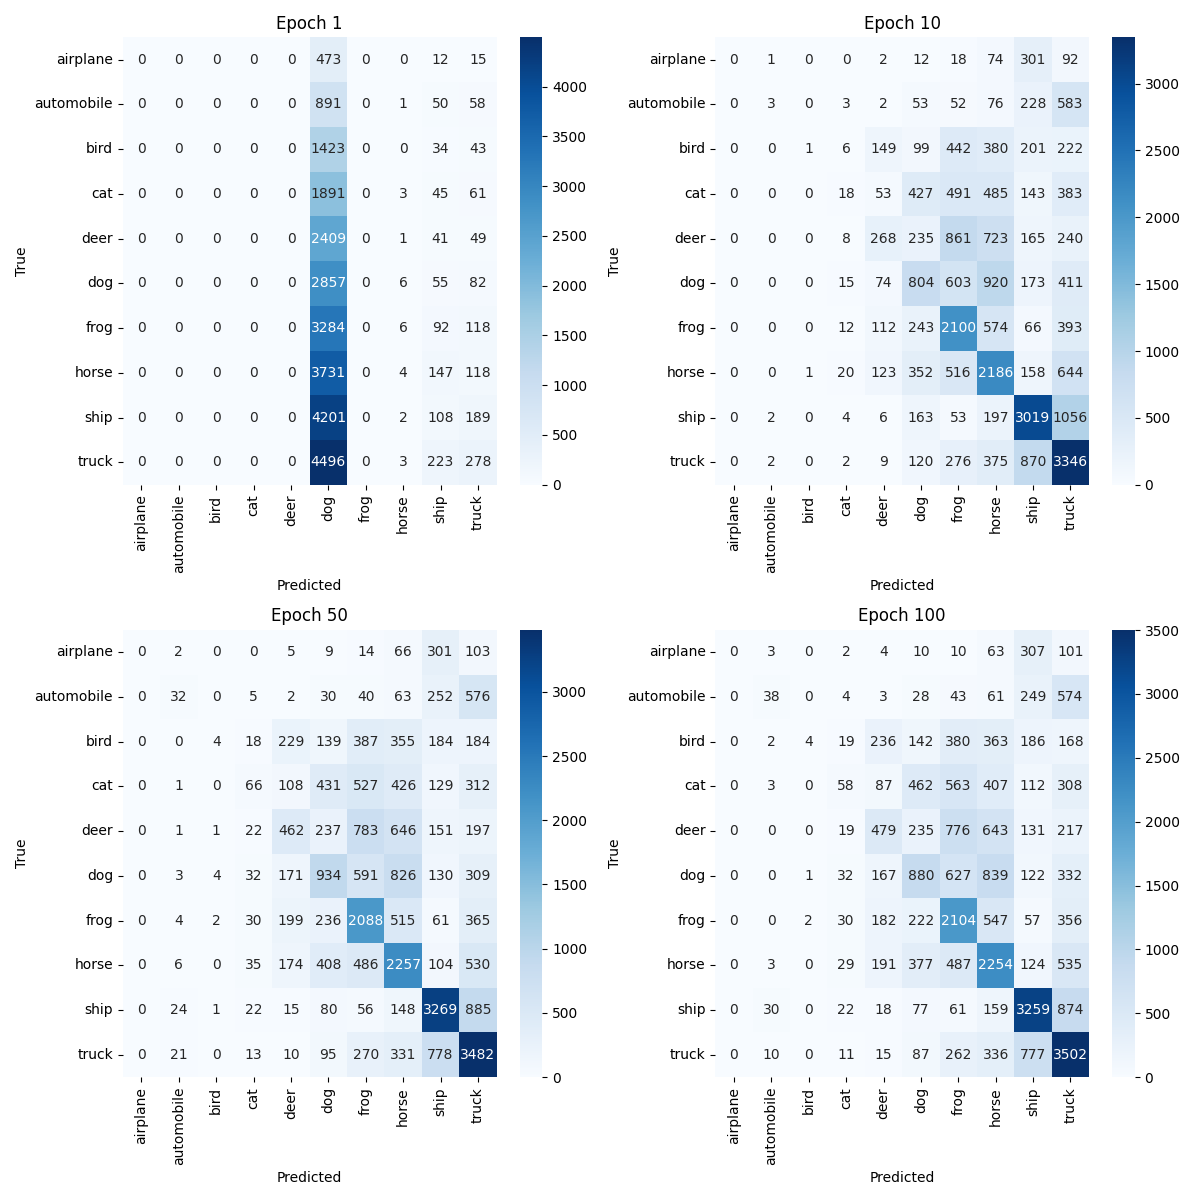 Epoch 1
airplane 0 0 0 0 0 473 0 0 12 15
automobile 0 0 0 0 0 891 0 1 50 58
bird 0 0 0 0 0 1423 0 0 34 43
cat 0 0 0 0 0 1891 0 3 45 61
deer 0 0 0 0 0 2409 0 1 41 49
dog 0 0 0 0 0 2857 0 6 55 82
frog 0 0 0 0 0 3284 0 6 92 118
horse 0 0 0 0 0 3731 0 4 147 118
ship 0 0 0 0 0 4201 0 2 108 189
truck 0 0 0 0 0 4496 0 3 223 278
airplane automobile bird cat deer dog frog horse ship truck
Predicted
True
4000
3500
3000
2500
2000
1500
1000
500
0
Epoch 10
airplane 0 1 0 0 2 12 18 74 301 92
automobile 0 3 0 3 2 53 52 76 228 583
bird 0 0 1 6 149 99 442 380 201 222
cat 0 0 0 18 53 427 491 485 143 383
deer 0 0 0 8 268 235 861 723 165 240
dog 0 0 0 15 74 804 603 920 173 411
frog 0 0 0 12 112 243 2100 574 66 393
horse 0 0 1 20 123 352 516 2186 158 644
ship 0 2 0 4 6 163 53 197 3019 1056
truck 0 2 0 2 9 120 276 375 870 3346
airplane automobile bird cat deer dog frog horse ship truck
Predicted
True
3000
2500
2000
1500
1000
500
0
Epoch 50
airplane 0 2 0 0 5 9 14 66 301 103
automobile 0 32 0 5 2 30 40 63 252 576
bird 0 0 4 18 229 139 387 355 184 184
cat 0 1 0 66 108 431 527 426 129 312
deer 0 1 1 22 462 237 783 646 151 197
dog 0 3 4 32 171 934 591 826 130 309
frog 0 4 2 30 199 236 2088 515 61 365
horse 0 6 0 35 174 408 486 2257 104 530
ship 0 24 1 22 15 80 56 148 3269 885
truck 0 21 0 13 10 95 270 331 778 3482
airplane automobile bird cat deer dog frog horse ship truck
Predicted
True
3000
2500
2000
1500
1000
500
0
Epoch 100
airplane 0 3 0 2 4 10 10 63 307 101
automobile 0 38 0 4 3 28 43 61 249 574
bird 0 2 4 19 236 142 380 363 186 168
cat 0 3 0 58 87 462 563 407 112 308
deer 0 0 0 19 479 235 776 643 131 217
dog 0 0 1 32 167 880 627 839 122 332
frog 0 0 2 30 182 222 2104 547 57 356
horse 0 3 0 29 191 377 487 2254 124 535
ship 0 30 0 22 18 77 61 159 3259 874
truck 0 10 0 11 15 87 262 336 777 3502
airplane automobile bird cat deer dog frog horse ship truck
Predicted
True
3500
3000
2500
2000
1500
1000
500
0